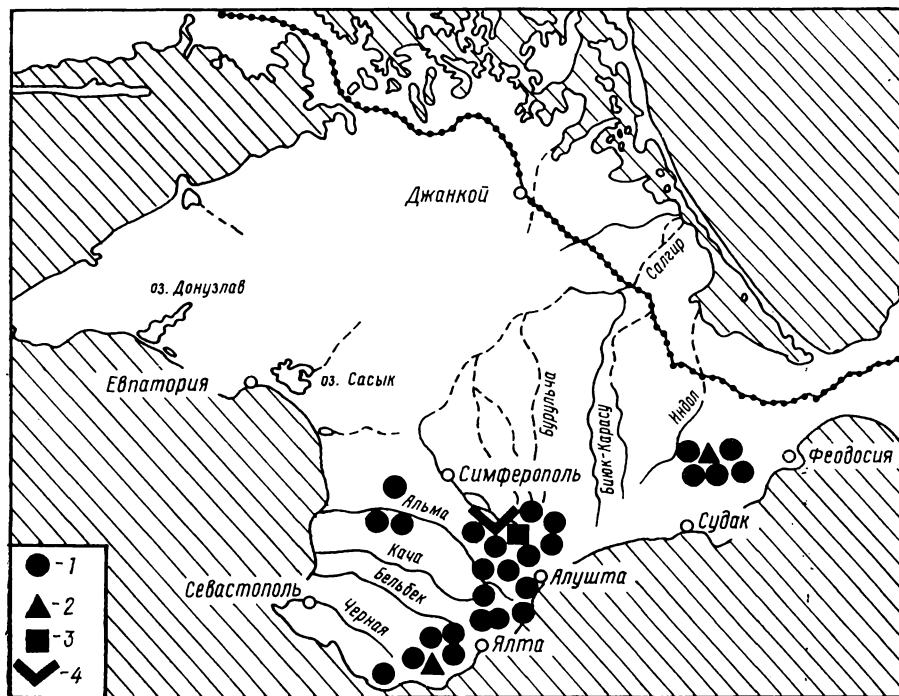 Джанкой
Салгир
оз. Донузлав
Евпатория
оз. Сасык
Бурульча
Биюк-Карасу
Индол
Феодосия
Симферополь
Судак
Альма
Кача
Бельбек
Алушта
Севастополь
Черная
Ялта
-1
-2
-3
-4